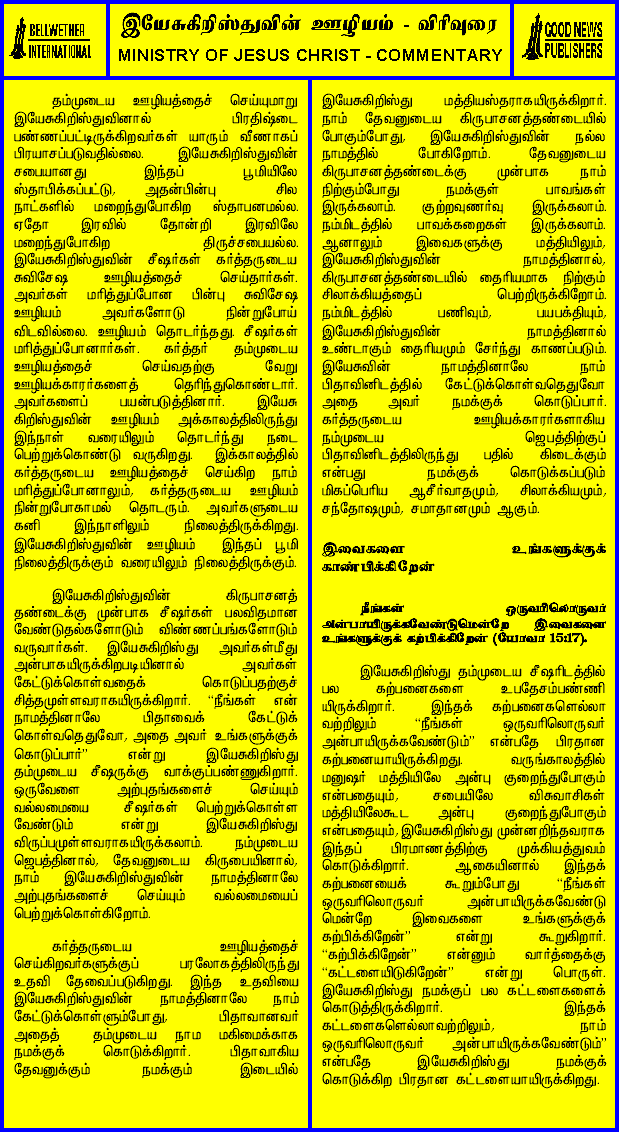 BELLWETHER
INTERNATIONAL
இயேசுகிறிஸ்துவின் ஊழியம் - விரிவுரை
MINISTRY OF JESUS CHRIST - COMMENTARY
GOOD NEWS
PUBLISHERS
தம்முடைய ஊழியத்தைச் செய்யுமாறு
இயேசுகிறிஸ்துவினால் பிரதிஷ்டை
பண்ணப்பட்டிருக்கிறவர்கள் யாரும் வீணாகப்
பிரயாசப்படுவதில்லை. இயேசுகிறிஸ்துவின்
சபையானது இந்தப் பூமியிலே
ஸ்தாபிக்கப்பட்டு, அதன்பின்பு சில
நாட்களில் மறைந்துபோகிற ஸ்தாபனமல்ல.
ஏதோ இரவில் தோன்றி இரவிலே
மறைந்துபோகிற திருச்சபையல்ல.
இயேசுகிறிஸ்துவின் சீஷர்கள் கர்த்தருடைய
சுவிசேஷ ஊழியத்தைச் செய்தார்கள்.
அவர்கள் மரித்துப்போன பின்பு சுவிசேஷ
ஊழியம் அவர்களோடு நின்றுபோய்
விடவில்லை. ஊழியம் தொடர்ந்தது. சீஷர்கள்
மரித்துப்போனார்கள். கர்த்தர் தம்முடைய
ஊழியத்தைச் செய்வதற்கு வேறு
ஊழியக்காரர்களைத் தெரிந்துகொண்டார்.
அவர்களைப் பயன்படுத்தினார். இயேசு
கிறிஸ்துவின் ஊழியம் அக்காலத்திலிருந்து
இந்நாள் வரையிலும் தொடர்ந்து நடை
பெற்றுக்கொண்டு வருகிறது. இக்காலத்தில்
கர்த்தருடைய ஊழியத்தைச் செய்கிற நாம்
மரித்துப்போனாலும், கர்த்தருடைய ஊழியம்
நின்றுபோகாமல் தொடரும். அவர்களுடைய
கனி இந்நாளிலும் நிலைத்திருக்கிறது.
இயேசுகிறிஸ்துவின் ஊழியம் இந்தப் பூமி
நிலைத்திருக்கும் வரையிலும் நிலைத்திருக்கும்.
இயேசுகிறிஸ்துவின் கிருபாசனத்
தண்டைக்கு முன்பாக சீஷர்கள் பலவிதமான
வேண்டுதல்களோடும் விண்ணப்பங்களோடும்
வருவார்கள். இயேசுகிறிஸ்து அவர்கள்மீது
அன்பாகயிருக்கிறபடியினால் அவர்கள்
கேட்டுக்கொள்வதைக் கொடுப்பதற்குச்
சித்தமுள்ளவராகயிருக்கிறார். “நீங்கள் என்
நாமத்தினாலே பிதாவைக் கேட்டுக்
கொள்வதெதுவோ, அதை அவர் உங்களுக்குக்
கொடுப்பார்” என்று இயேசுகிறிஸ்து
தம்முடைய சீஷருக்கு வாக்குப்பண்ணுகிறார்.
ஒருவேளை அற்புதங்களைச் செய்யும்
வல்லமையை சீஷர்கள் பெற்றுக்கொள்ள
வேண்டும் என்று இயேசுகிறிஸ்து
விருப்பமுள்ளவராகயிருக்கலாம். நம்முடைய
ஜெபத்தினால், தேவனுடைய கிருபையினால்,
நாம் இயேசுகிறிஸ்துவின் நாமத்தினாலே
அற்புதங்களைச் செய்யும் வல்லமையைப்
பெற்றுக்கொள்கிறோம்.
கர்த்தருடைய ஊழியத்தைச்
செய்கிறவர்களுக்குப் பரலோகத்திலிருந்து
உதவி தேவைப்படுகிறது. இந்த உதவியை
இயேசுகிறிஸ்துவின் நாமத்தினாலே நாம்
கேட்டுக்கொள்ளும்போது, பிதாவானவர்
அதைத் தம்முடைய நாம மகிமைக்காக
நமக்குக் கொடுக்கிறார். பிதாவாகிய
தேவனுக்கும் நமக்கும் இடையில்
இயேசுகிறிஸ்து மத்தியஸ்தராகயிருக்கிறார்.
நாம் தேவனுடைய கிருபாசனத்தண்டையில்
போகும்போது, இயேசுகிறிஸ்துவின் நல்ல
நாமத்தில் போகிறோம். தேவனுடைய
கிருபாசனத்தண்டைக்கு முன்பாக நாம்
நிற்கும்போது நமக்குள் பாவங்கள்
இருக்கலாம். குற்றவுணர்வு இருக்கலாம்.
நம்மிடத்தில் பாவக்கறைகள் இருக்கலாம்.
ஆனாலும் இவைகளுக்கு மத்தியிலும்,
இயேசுகிறிஸ்துவின் நாமத்தினால்,
கிருபாசனத்தண்டையில் தைரியமாக நிற்கும்
சிலாக்கியத்தைப் பெற்றிருக்கிறோம்.
நம்மிடத்தில் பணிவும், பயபக்தியும்,
இயேசுகிறிஸ்துவின் நாமத்தினால்
உண்டாகும் தைரியமும் சேர்ந்து காணப்படும்.
இயேசுவின் நாமத்தினாலே நாம்
பிதாவினிடத்தில் கேட்டுக்கொள்வதெதுவோ
அதை அவர் நமக்குக் கொடுப்பார்.
கர்த்தருடைய ஊழியக்காரர்களாகிய
நம்முடைய ஜெபத்திற்குப்
பிதாவினிடத்திலிருந்து பதில் கிடைக்கும்
என்பது நமக்குக் கொடுக்கப்படும்
மிகப்பெரிய ஆசீர்வாதமும், சிலாக்கியமும்,
சந்தோஷமும், சமாதானமும் ஆகும்.
இவைகளை உங்களுக்குக்
காண்பிக்கிறேன்
நீங்கள் ஒருவரிலொருவர்
அன்பாயிருக்கவேண்டுமென்றே இவைகளை
உங்களுக்குக் கற்பிக்கிறேன் (யோவா 15:17).
இயேசுகிறிஸ்து தம்முடைய சீஷரிடத்தில்
பல கற்பனைகளை உபதேசம்பண்ணி
யிருக்கிறார். இந்தக் கற்பனைகளெல்லா
வற்றிலும் “நீங்கள் ஒருவரிலொருவர்
அன்பாயிருக்கவேண்டும்” என்பதே பிரதான
கற்பனையாயிருக்கிறது. வருங்காலத்தில்
மனுஷர் மத்தியிலே அன்பு குறைந்துபோகும்
என்பதையும், சபையிலே விசுவாசிகள்
மத்தியிலேகூட அன்பு குறைந்துபோகும்
என்பதையும், இயேசுகிறிஸ்து முன்னறிந்தவராக
இந்தப் பிரமாணத்திற்கு முக்கியத்துவம்
கொடுக்கிறார். ஆகையினால் இந்தக்
கற்பனையைக் கூறும்போது “நீங்கள்
ஒருவரிலொருவர் அன்பாயிருக்கவேண்டு
மென்றே இவைகளை உங்களுக்குக்
கற்பிக்கிறேன்” என்று கூறுகிறார்.
“கற்பிக்கிறேன்” என்னும் வார்த்தைக்கு
“கட்டளையிடுகிறேன்” என்று பொருள்.
இயேசுகிறிஸ்து நமக்குப் பல கட்டளைகளைக்
கொடுத்திருக்கிறார். இந்தக்
கட்டளைகளெல்லாவற்றிலும், நாம்
ஒருவரிலொருவர் அன்பாயிருக்கவேண்டும்”
என்பதே இயேசுகிறிஸ்து நமக்குக்
கொடுக்கிற பிரதான கட்டளையாயிருக்கிறது.